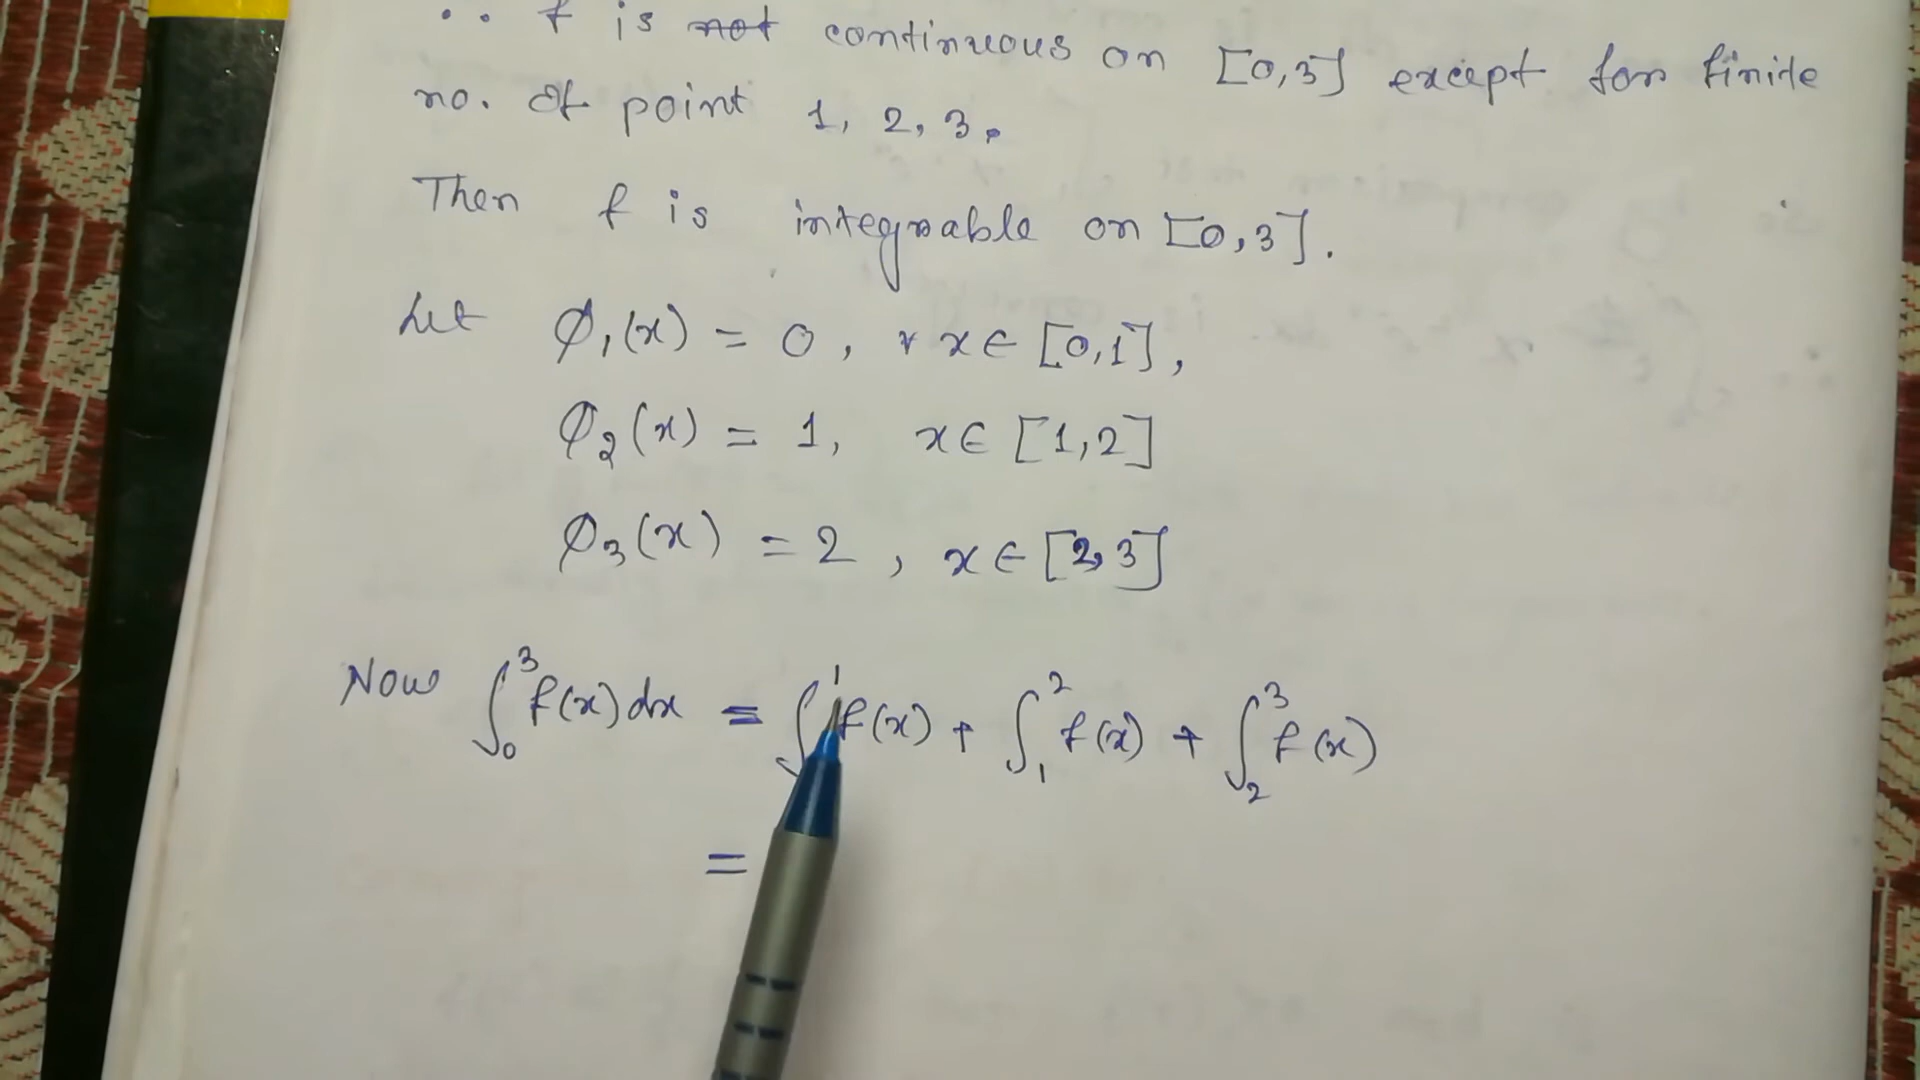 ∴ f is not continuous on [0,3] except for finite
no. of point 1, 2, 3.
Then f is integrable on [0,3].
Let φ₁(x) = 0, ∀ x ∈ [0,1],
φ₂(x) = 1, x ∈ [1,2]
φ₃(x) = 2, x ∈ [2,3]
Now ∫₀³ f(x) dx = ∫¹ f(x) + ∫₁² f(x) + ∫₂³ f(x)
=